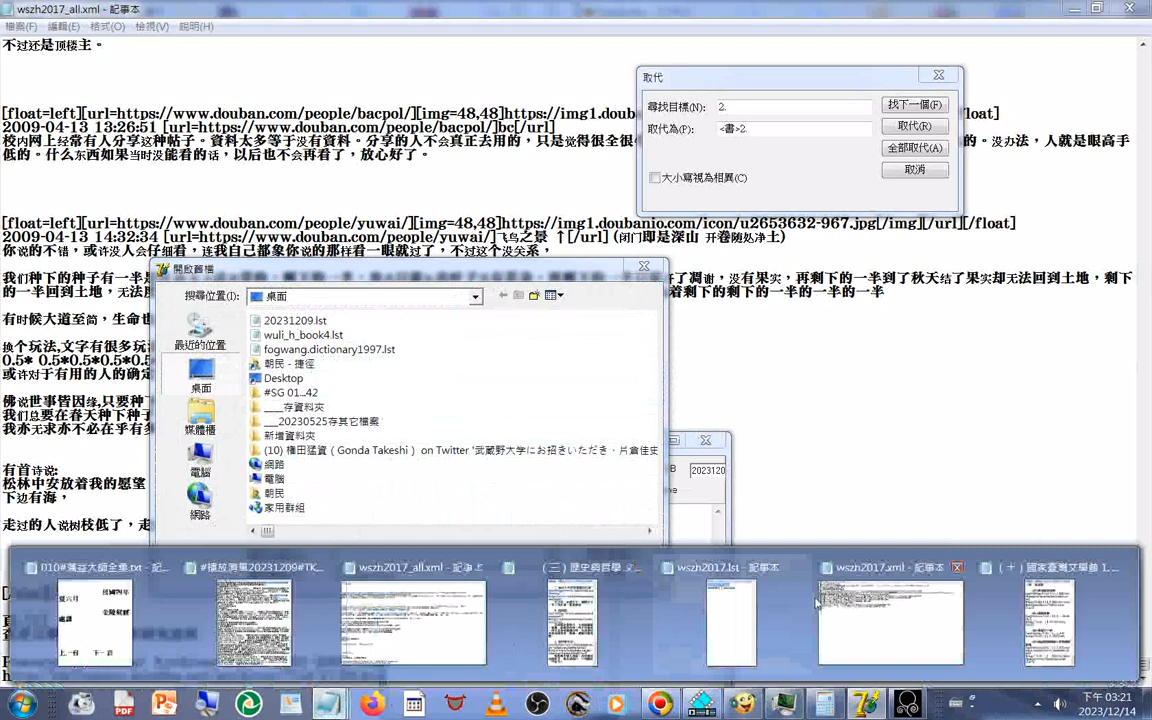 wszh2017_all.xml - 記事本
檔案(F) 編輯(E) 格式(O) 檢視(V) 說明(H)
不过还是顶楼主。
[float=left][url=https://www.douban.com/people/bacpol/][img=48,48]https://img1.
oat]
2009-04-13 13:26:51 [url=https://www.douban.com/people/bacpol/]bc[/url]
校内网上经常有人分享这种帖子。資料太多等于没有資料。分享的人不会真正去用的，只是觉得很全很
的。没办法，人就是眼高手
低的。什么东西如果当时没能看的话，以后也不会再看了，放心好了。
[float=left][url=https://www.douban.com/people/yuwai/][img=48,48]https://img1.doubanio.com/icon/u2653632-967.jpg[/img][/url][/float]
2009-04-13 14:32:34 [url=https://www.douban.com/people/yuwai/]飞鸟之景 ↑[/url] (闭门即是深山 开卷随处净土)
你说的不错，或许没人会仔细看，连我自己都象你说的那样看一眼就过了，不过这个没关系，
我们种下的种子有一半是
了凋谢，没有果实，再剩下的一半到了秋天结了果实却无法回到土地，剩下
的一半回到土地，无法
着剩下的剩下的一半的一半的一半
有时候大道至简，生命也
换个玩法,文字有很多玩
0.5* 0.5*0.5*0.5*0.5
或许对于有用的人的确定
佛说世事皆因缘,只要种
我们总要在春天种下种子
我亦无求亦不必在乎有多
有首诗说:
松林中安放着我的愿望
下边有海，
走过的人说树枝低了，走
取代
尋找目標(N):
2.
找下一個(F)
取代為(P):
<書>2.
取代(R)
全部取代(A)
取消
大小寫視為相異(C)
開啟舊檔
搜尋位置(I):
桌面
最近的位置
桌面
媒體櫃
電腦
網路
20231209.lst
wuli_h_book4.lst
fogwang.dictionary1997.lst
朝民 - 捷徑
Desktop
#SG 01...42
____存資料夾
___20230525存其它檔案
新增資料夾
(10) 権田猛資（Gonda Takeshi） on Twitter '武蔵野大学にお招きいただき、片倉佳史
網路
電腦
朝民
家用群組
B
2023120
010#蕅益大師全集.txt - 記...
#播放清單20231209#TK...
wszh2017_all.xml - 記事本
(三) 歷史與哲學
wszh2017.lst - 記事本
wszh2017.xml - 記事本
(十) 國家臺灣文學館 1...
下午 03:21
2023/12/14